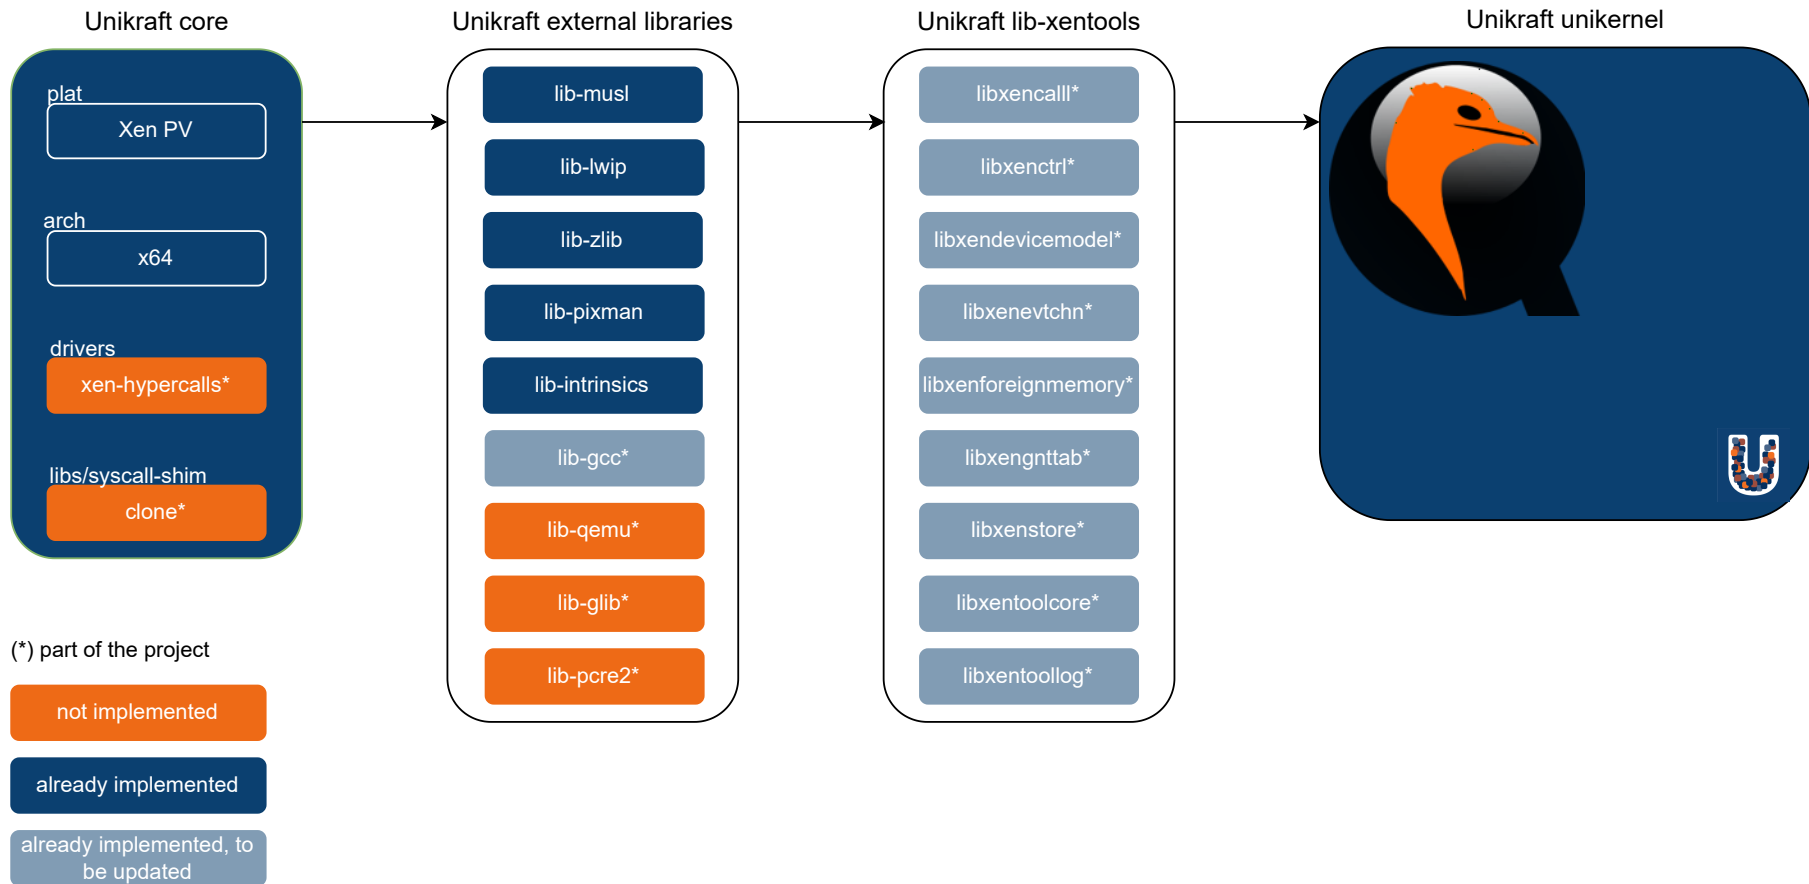 Unikraft core
plat
Xen PV
arch
x64
drivers
xen-hypercalls*
libs/syscall-shim
clone*
Unikraft external libraries
lib-musl
lib-lwip
lib-zlib
lib-pixman
lib-intrinsics
lib-gcc*
lib-qemu*
lib-glib*
lib-pcre2*
Unikraft lib-xentools
libxencalll*
libxenctrl*
libxendevicemodel*
libxenevtchn*
libxenforeignmemory*
libxengnttab*
libxenstore*
libxentoolcore*
libxentoollog*
Unikraft unikernel
U
(*) part of the project
not implemented
already implemented
already implemented, to
be updated